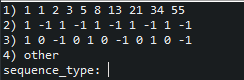 1) 1 1 2 3 5 8 13 21 34 55
2) 1 -1 1 -1 1 -1 1 -1 1 -1
3) 1 0 -1 0 1 0 -1 0 1 0 -1
4) other
sequence_type: